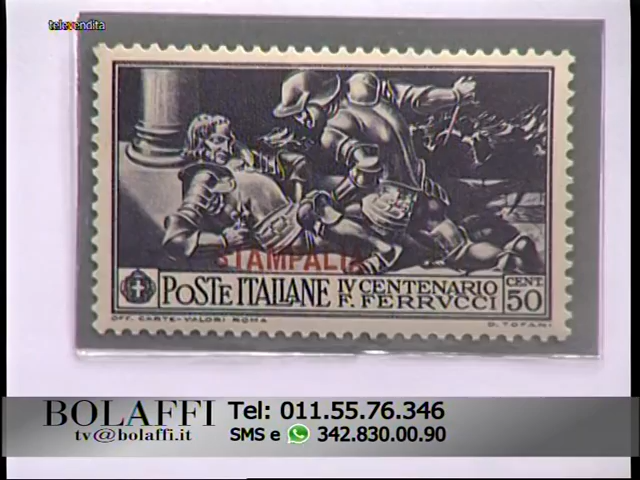 televendita
STAMPALIA
POSTE ITALIANE
IV CENTENARIO
F. FERRVCCI
CENT.
50
OFF. CARTE-VALORI ROMA
D. TOFANI
BOLAFFI
tv@bolaffi.it
Tel: 011.55.76.346
SMS e 342.830.00.90